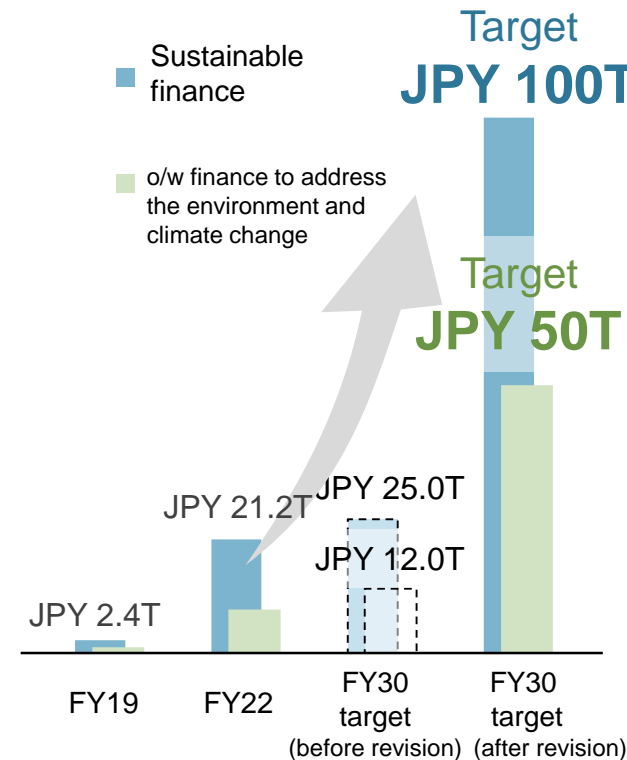 Sustainable
finance
o/w finance to address
the environment and
climate change
Target
JPY 100T
Target
JPY 50T
JPY 25.0T
JPY 21.2T
JPY 12.0T
JPY 2.4T
FY19
FY22
FY30
target
(before revision)
FY30
target
(after revision)